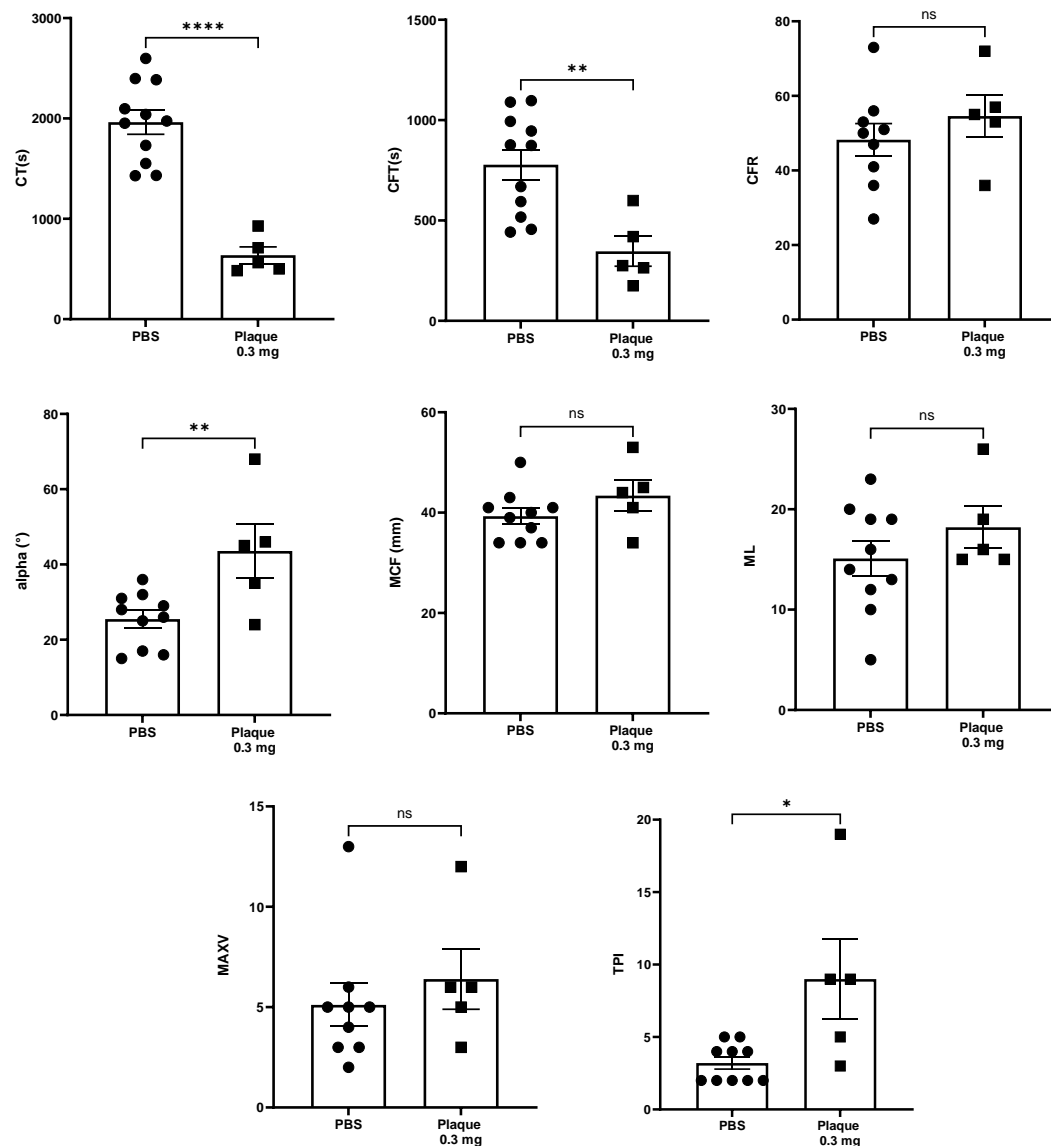 CT(s)
3000
2000
1000
0
****
PBS
Plaque
0.3 mg
CFT(s)
1500
1000
500
0
**
PBS
Plaque
0.3 mg
CFR
80
60
40
20
0
ns
PBS
Plaque
0.3 mg
alpha (°)
80
60
40
20
0
**
PBS
Plaque
0.3 mg
MCF (mm)
60
40
20
0
ns
PBS
Plaque
0.3 mg
ML
30
20
10
0
ns
PBS
Plaque
0.3 mg
MAXV
15
10
5
0
ns
PBS
Plaque
0.3 mg
TPI
20
15
10
5
0
*
PBS
Plaque
0.3 mg